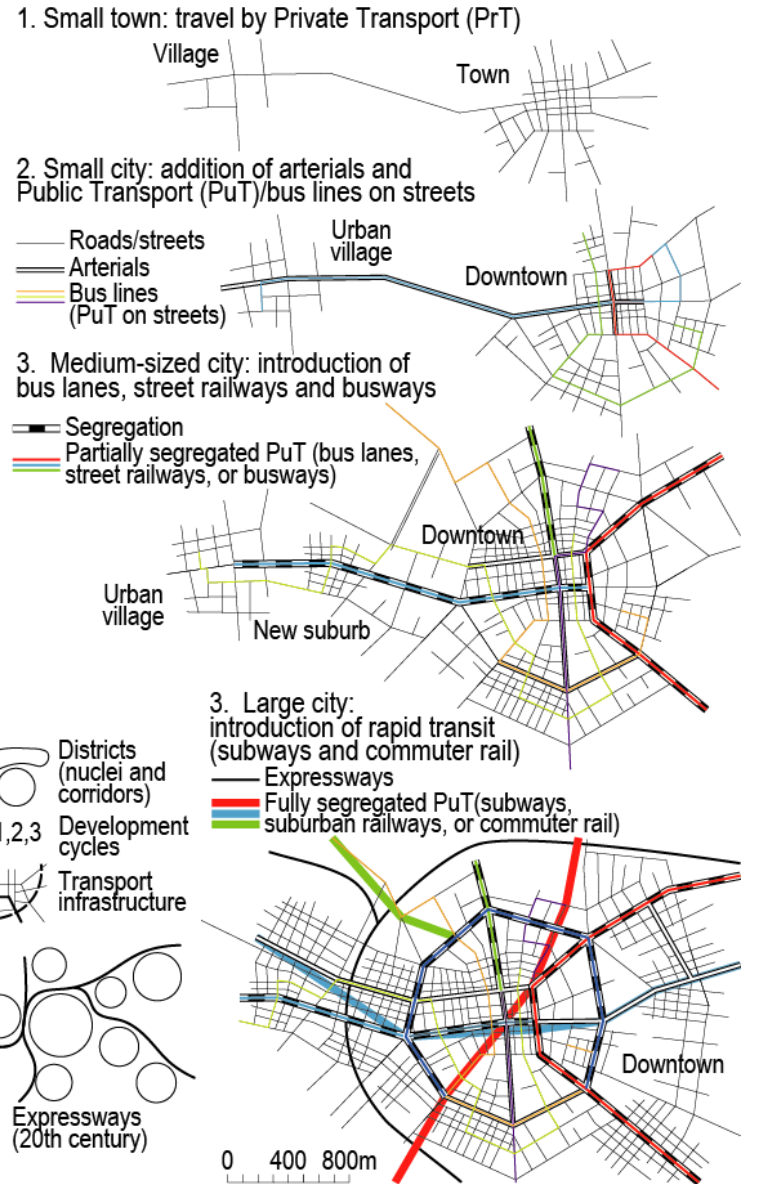 1. Small town: travel by Private Transport (PrT)
Village
Town
2. Small city: addition of arterials and
Public Transport (PuT)/bus lines on streets
Roads/streets
Arterials
Bus lines
(PuT on streets)
Urban
village
Downtown
3. Medium-sized city: introduction of
bus lanes, street railways and busways
Segregation
Partially segregated PuT (bus lanes,
street railways, or busways)
Downtown
Urban
village
New suburb
3. Large city:
introduction of rapid transit
(subways and commuter rail)
Expressways
Fully segregated PuT(subways,
suburban railways, or commuter rail)
Districts
(nuclei and
corridors)
1,2,3 Development
cycles
Transport
infrastructure
Downtown
Expressways
(20th century)
0 400 800m